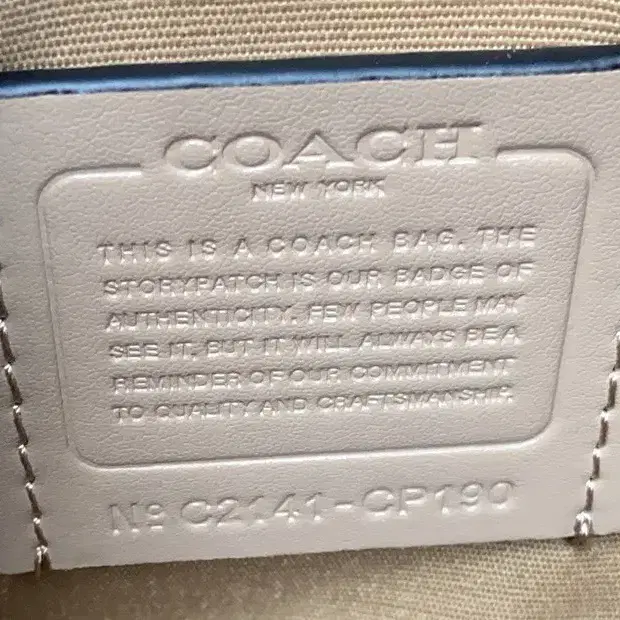 COACH
NEW YORK
THIS IS A COACH BAG. THE
STORYPATCH IS OUR BADGE OF
AUTHENTICITY. FEW PEOPLE MAY
SEE IT, BUT IT WILL ALWAYS BE A
REMINDER OF OUR COMMITMENT
TO QUALITY AND CRAFTSMANSHIP.
Nº C2141-CP190